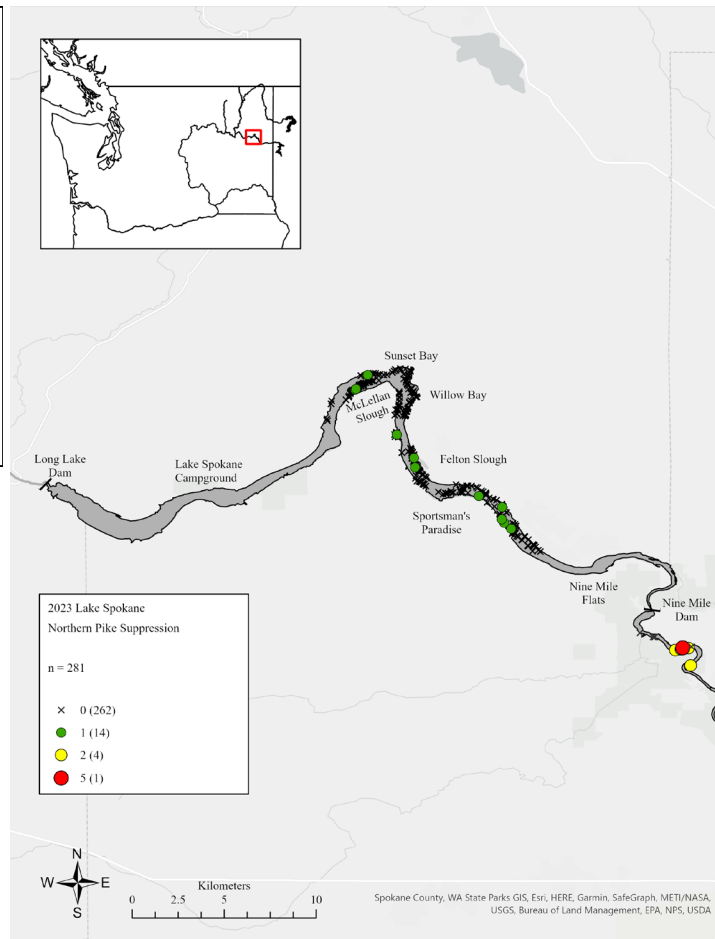 Sunset Bay
McLellan
Slough
Willow Bay
Long Lake
Dam
Lake Spokane
Campground
Felton Slough
Sportsman's
Paradise
Nine Mile
Flats
Nine Mile
Dam
2023 Lake Spokane
Northern Pike Suppression
n = 281
0 (262)
1 (14)
2 (4)
5 (1)
N
W E
S
Kilometers
0 2.5 5 10
Spokane County, WA State Parks GIS, Esri, HERE, Garmin, SafeGraph, METI/NASA,
USGS, Bureau of Land Management, EPA, NPS, USDA